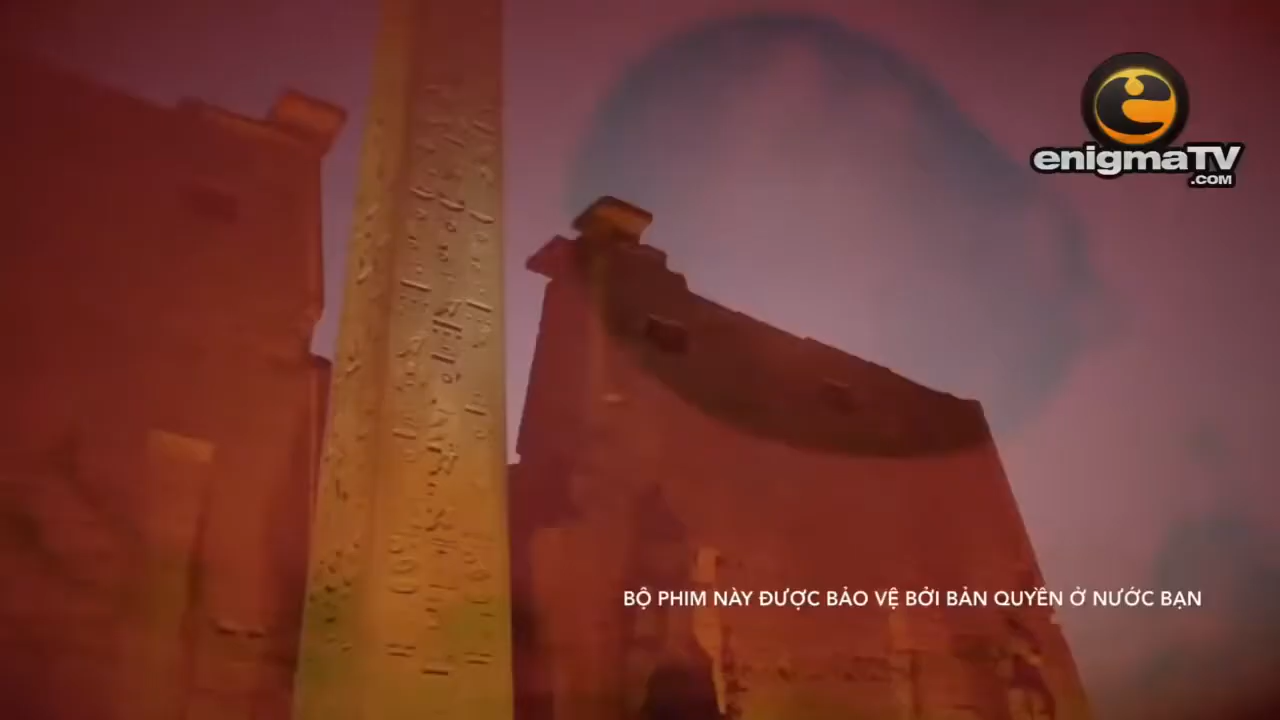 enigmaTV
.COM
BỘ PHIM NÀY ĐƯỢC BẢO VỆ BỞI BẢN QUYỀN Ở NƯỚC BẠN